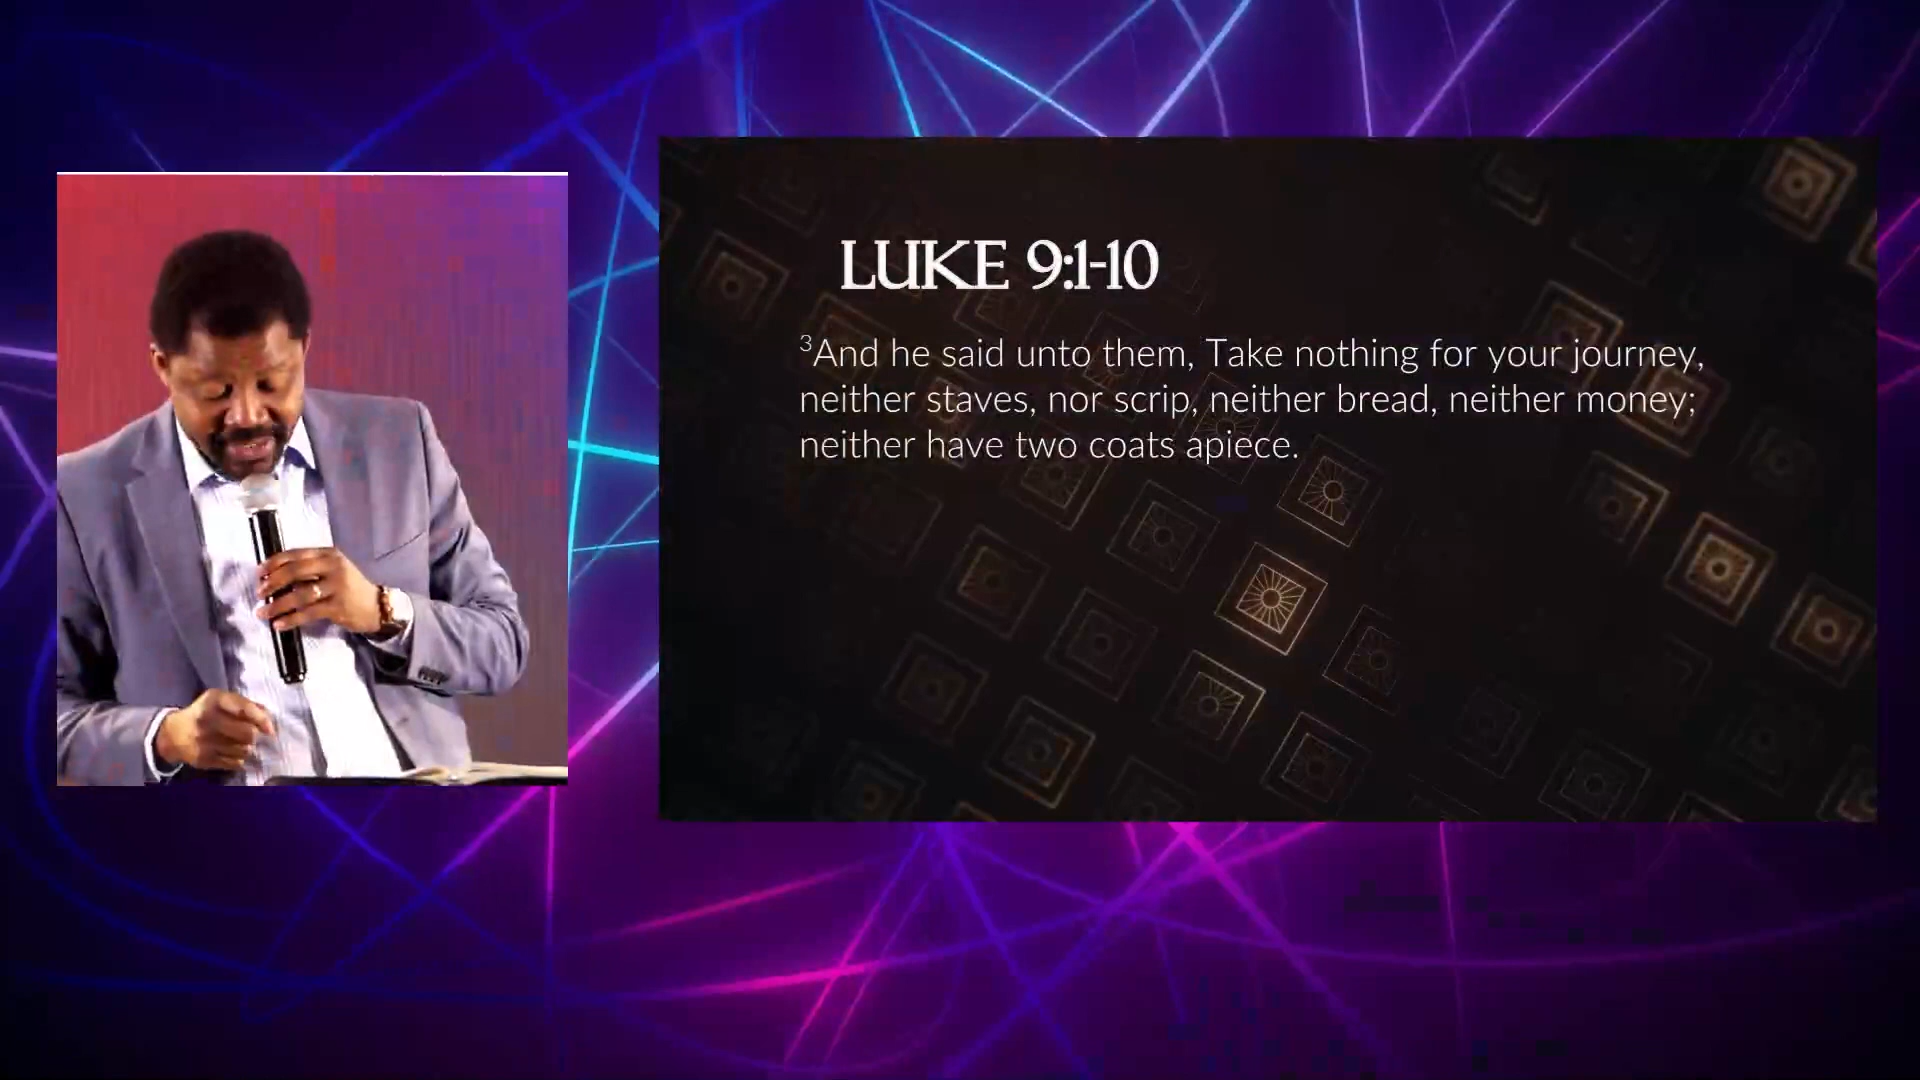 LUKE 9:1-10
³And he said unto them, Take nothing for your journey,
neither staves, nor scrip, neither bread, neither money;
neither have two coats apiece.